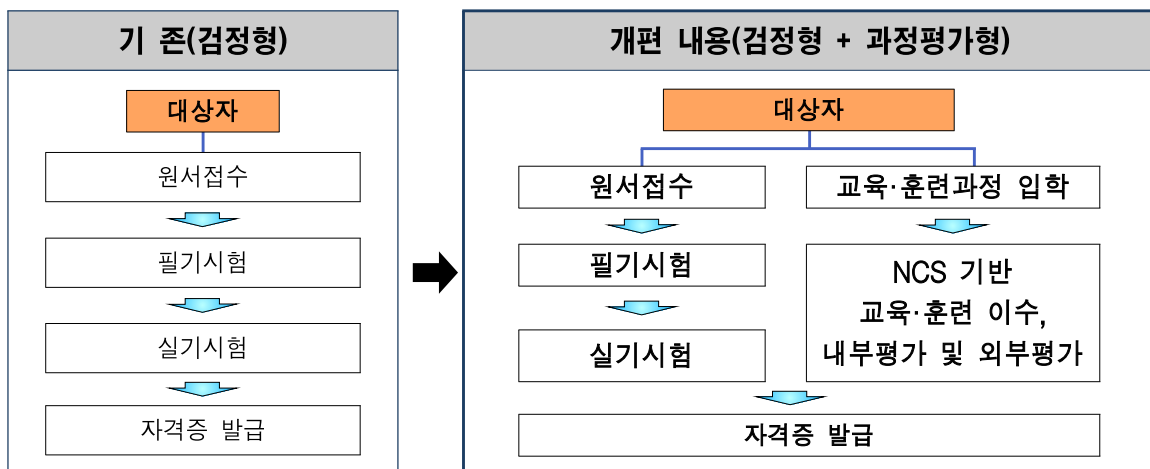 기 존(검정형)
대상자
원서접수
필기시험
실기시험
자격증 발급
개편 내용(검정형 + 과정평가형)
대상자
원서접수
필기시험
실기시험
교육·훈련과정 입학
NCS 기반
교육·훈련 이수,
내부평가 및 외부평가
자격증 발급